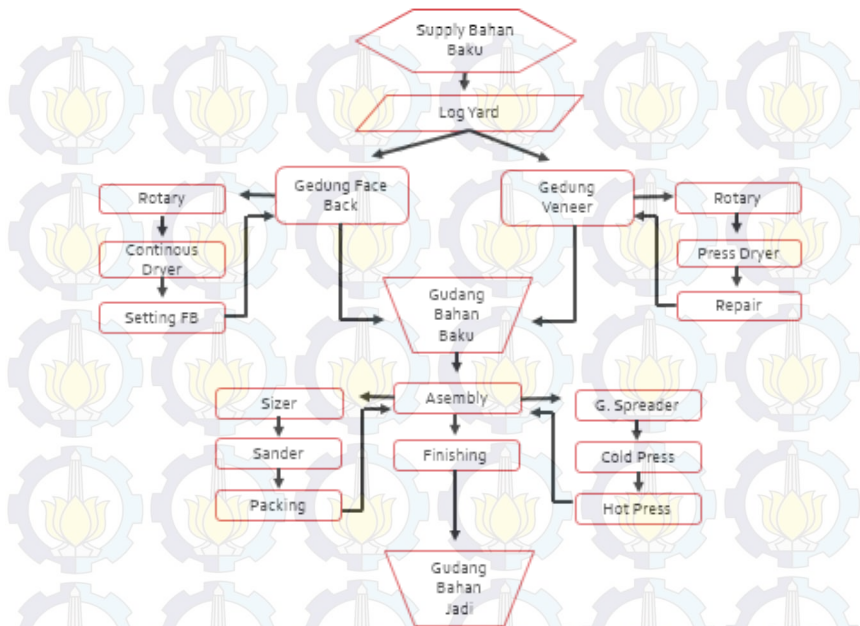 Supply Bahan
Baku
Log Yard
Gedung Face
Back
Gedung
Veneer
Rotary
Continous
Dryer
Setting FB
Rotary
Press Dryer
Repair
Gudang
Bahan
Baku
Asembly
Sizer
Sander
Packing
Finishing
G. Spreader
Cold Press
Hot Press
Gudang
Bahan
Jadi